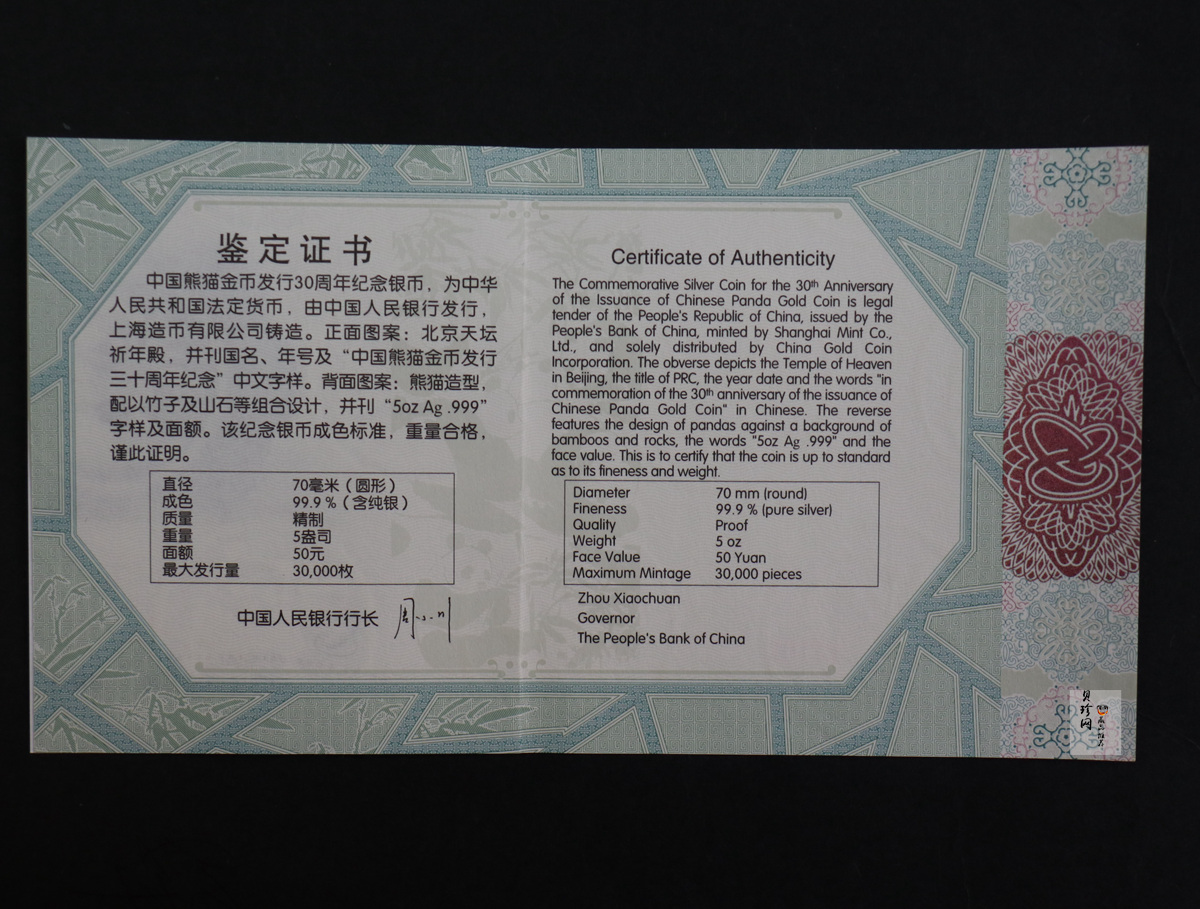 鉴定证书
中国熊猫金币发行30周年纪念银币，为中华
人民共和国法定货币，由中国人民银行发行，
上海造币有限公司铸造。正面图案：北京天坛
祈年殿，并刊国名、年号及“中国熊猫金币发行
三十周年纪念”中文字样。背面图案：熊猫造型，
配以竹子及山石等组合设计，并刊“5oz Ag .999”
字样及面额。该纪念银币成色标准，重量合格，
谨此证明。
直径 70毫米（圆形）
成色 99.9％（含纯银）
质量 精制
重量 5盎司
面额 50元
最大发行量 30,000枚
中国人民银行行长
Certificate of Authenticity
The Commemorative Silver Coin for the 30th Anniversary
of the Issuance of Chinese Panda Gold Coin is legal
tender of the People's Republic of China, issued by the
People's Bank of China, minted by Shanghai Mint Co.,
Ltd., and solely distributed by China Gold Coin
Incorporation. The obverse depicts the Temple of Heaven
in Beijing, the title of PRC, the year date and the words "in
commemoration of the 30th anniversary of the issuance of
Chinese Panda Gold Coin" in Chinese. The reverse
features the design of pandas against a background of
bamboos and rocks, the words "5oz Ag .999" and the
face value. This is to certify that the coin is up to standard
as to its fineness and weight.
Diameter 70 mm (round)
Fineness 99.9 % (pure silver)
Quality Proof
Weight 5 oz
Face Value 50 Yuan
Maximum Mintage 30,000 pieces
Zhou Xiaochuan
Governor
The People's Bank of China
贝珍网